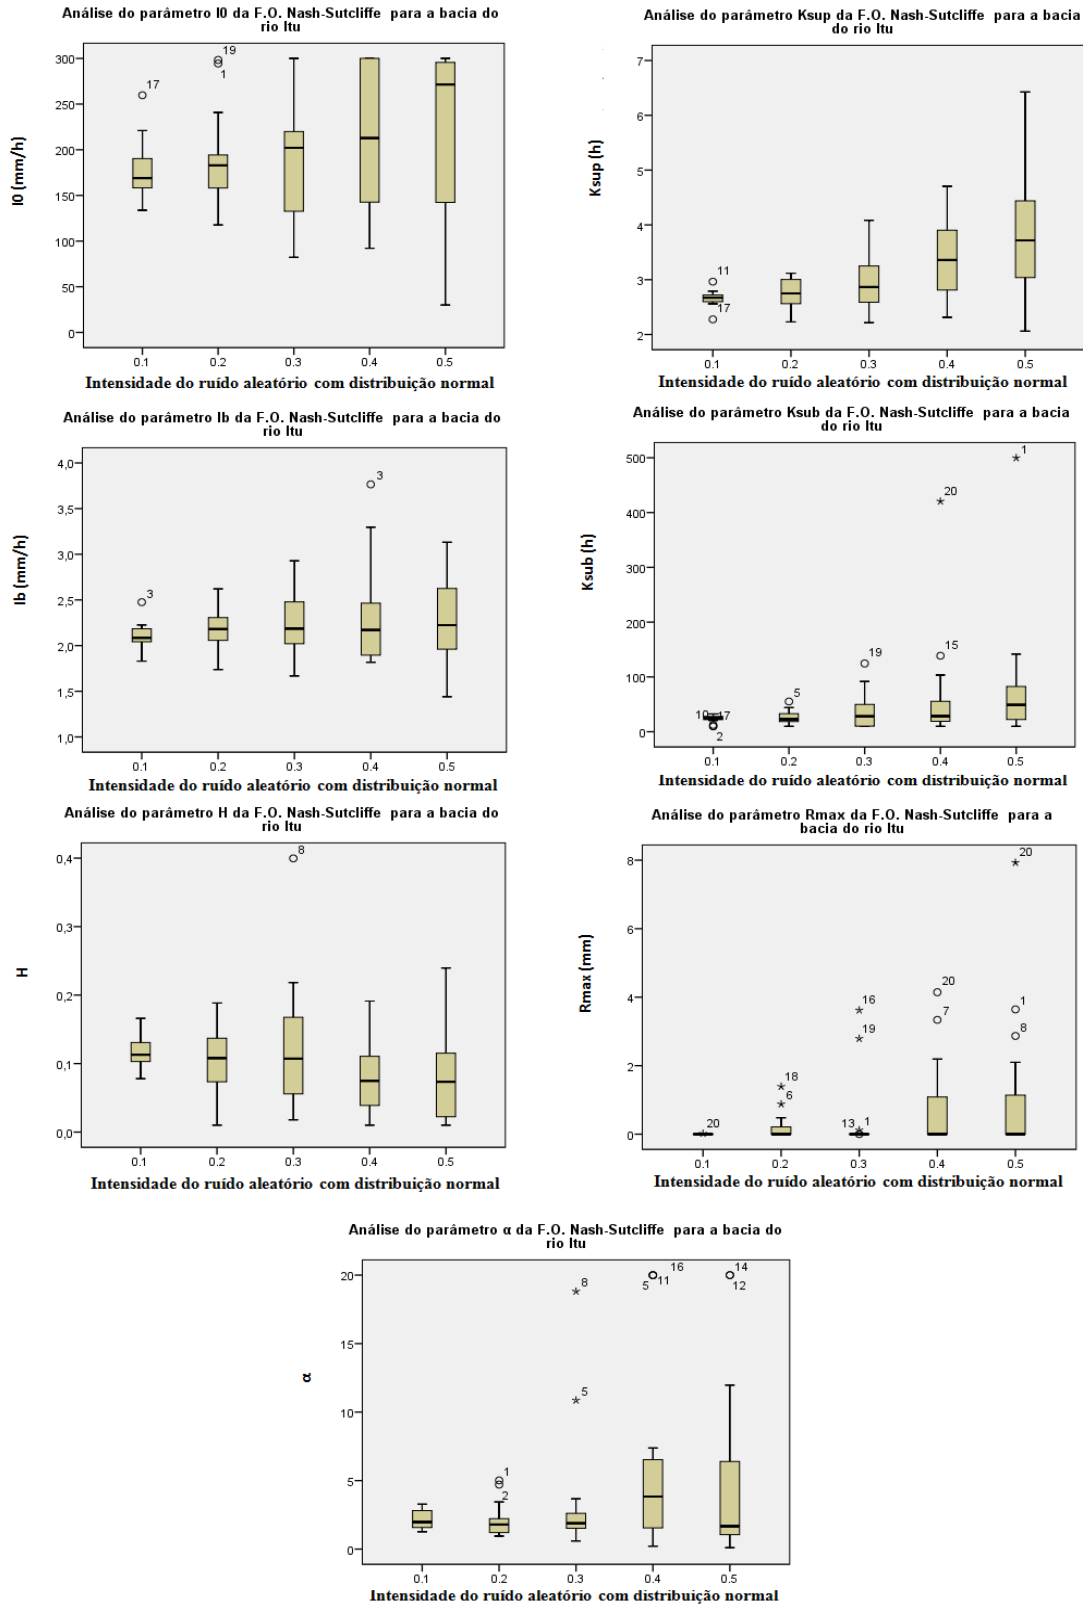 Análise do parâmetro I0 da F.O. Nash-Sutcliffe para a bacia do
rio Itu
I0 (mm/h)
300
250
200
150
100
50
0
17
19
1
0.1 0.2 0.3 0.4 0.5
Intensidade do ruído aleatório com distribuição normal
Análise do parâmetro Ksup da F.O. Nash-Sutcliffe para a bacia
do rio Itu
Ksup (h)
7
6
5
4
3
2
11
17
0.1 0.2 0.3 0.4 0.5
Intensidade do ruído aleatório com distribuição normal
Análise do parâmetro Ib da F.O. Nash-Sutcliffe para a bacia do
rio Itu
Ib (mm/h)
4,0
3,5
3,0
2,5
2,0
1,5
1,0
3
3
0.1 0.2 0.3 0.4 0.5
Intensidade do ruído aleatório com distribuição normal
Análise do parâmetro Ksub da F.O. Nash-Sutcliffe para a bacia
do rio Itu
Ksub (h)
500
400
300
200
100
0
10 17
2
5
19
20
15
1
0.1 0.2 0.3 0.4 0.5
Intensidade do ruído aleatório com distribuição normal
Análise do parâmetro H da F.O. Nash-Sutcliffe para a bacia do
rio Itu
H
0,4
0,3
0,2
0,1
0,0
8
0.1 0.2 0.3 0.4 0.5
Intensidade do ruído aleatório com distribuição normal
Análise do parâmetro Rmax da F.O. Nash-Sutcliffe para a
bacia do rio Itu
Rmax (mm)
8
6
4
2
0
20
18
6
16
19
13 1
20
7
20
1
8
0.1 0.2 0.3 0.4 0.5
Intensidade do ruído aleatório com distribuição normal
Análise do parâmetro α da F.O. Nash-Sutcliffe para a bacia do
rio Itu
α
20
15
10
5
0
1
2
8
5
16
5 11
14
12
0.1 0.2 0.3 0.4 0.5
Intensidade do ruído aleatório com distribuição normal